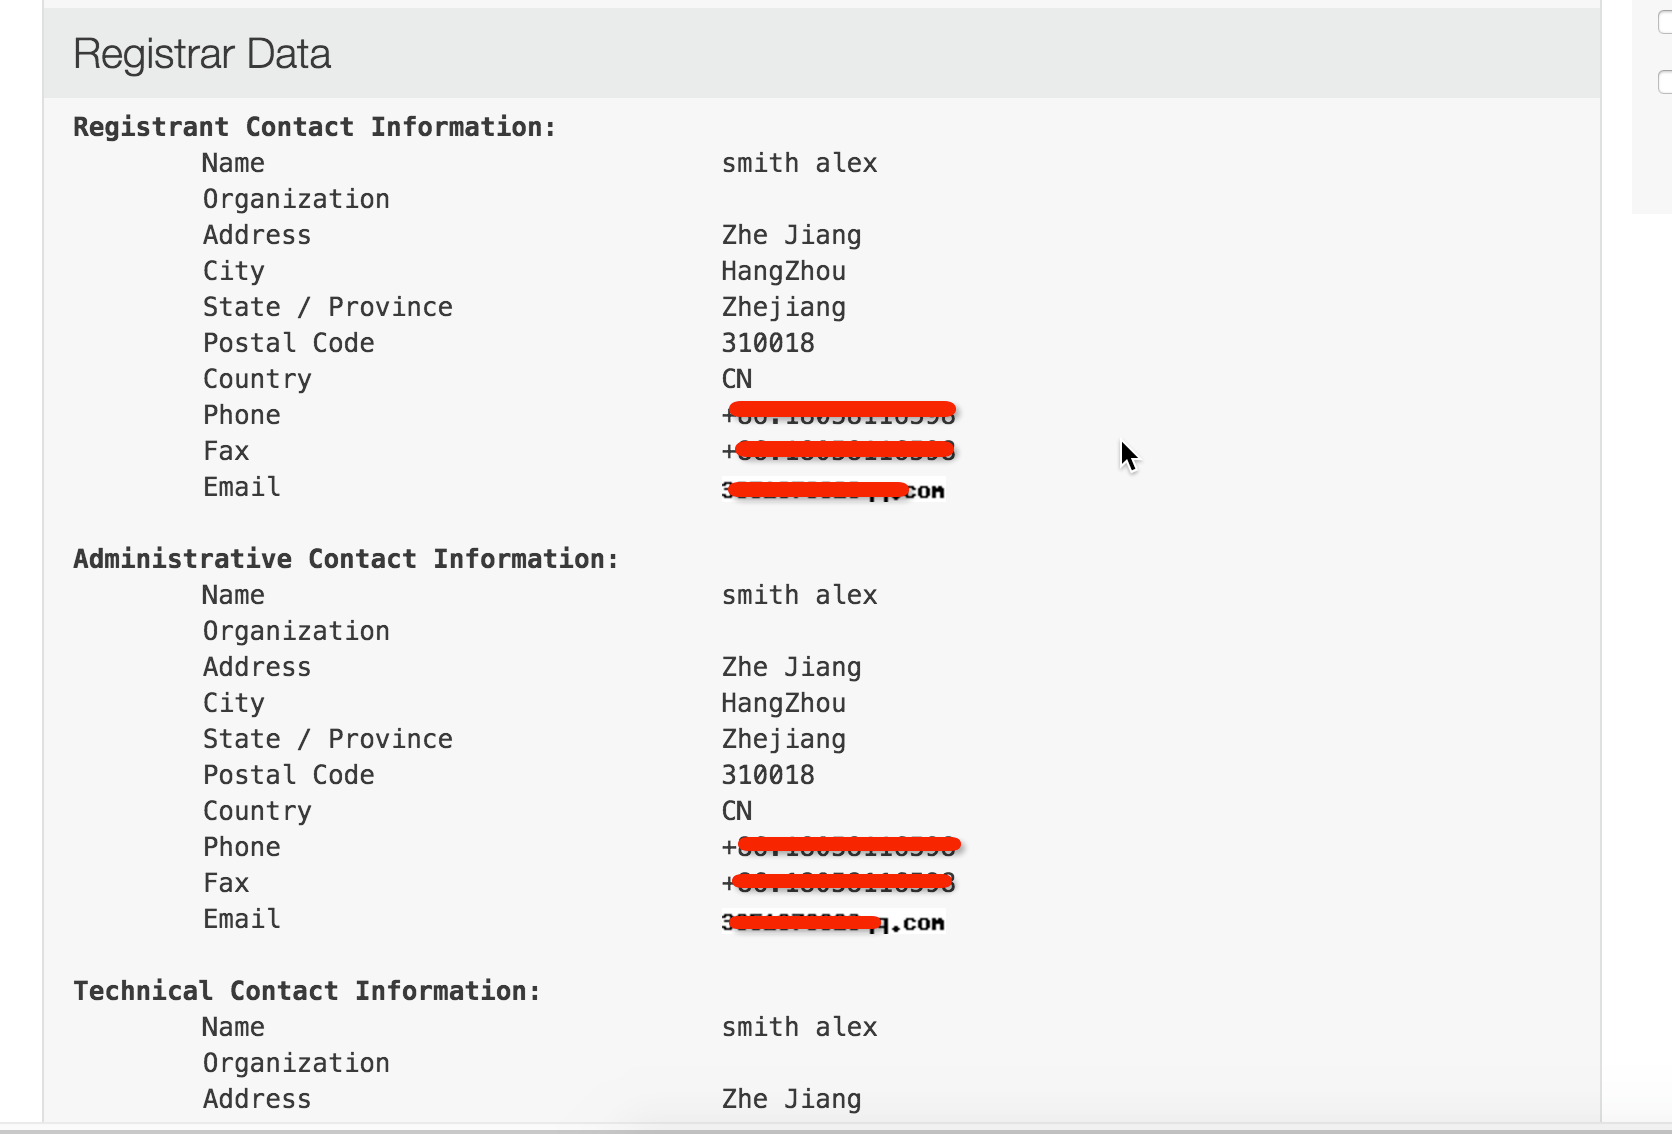 Registrar Data
Registrant Contact Information:
Name smith alex
Organization
Address Zhe Jiang
City HangZhou
State / Province Zhejiang
Postal Code 310018
Country CN
Phone
Fax
Email .com
Administrative Contact Information:
Name smith alex
Organization
Address Zhe Jiang
City HangZhou
State / Province Zhejiang
Postal Code 310018
Country CN
Phone
Fax
Email q.com
Technical Contact Information:
Name smith alex
Organization
Address Zhe Jiang